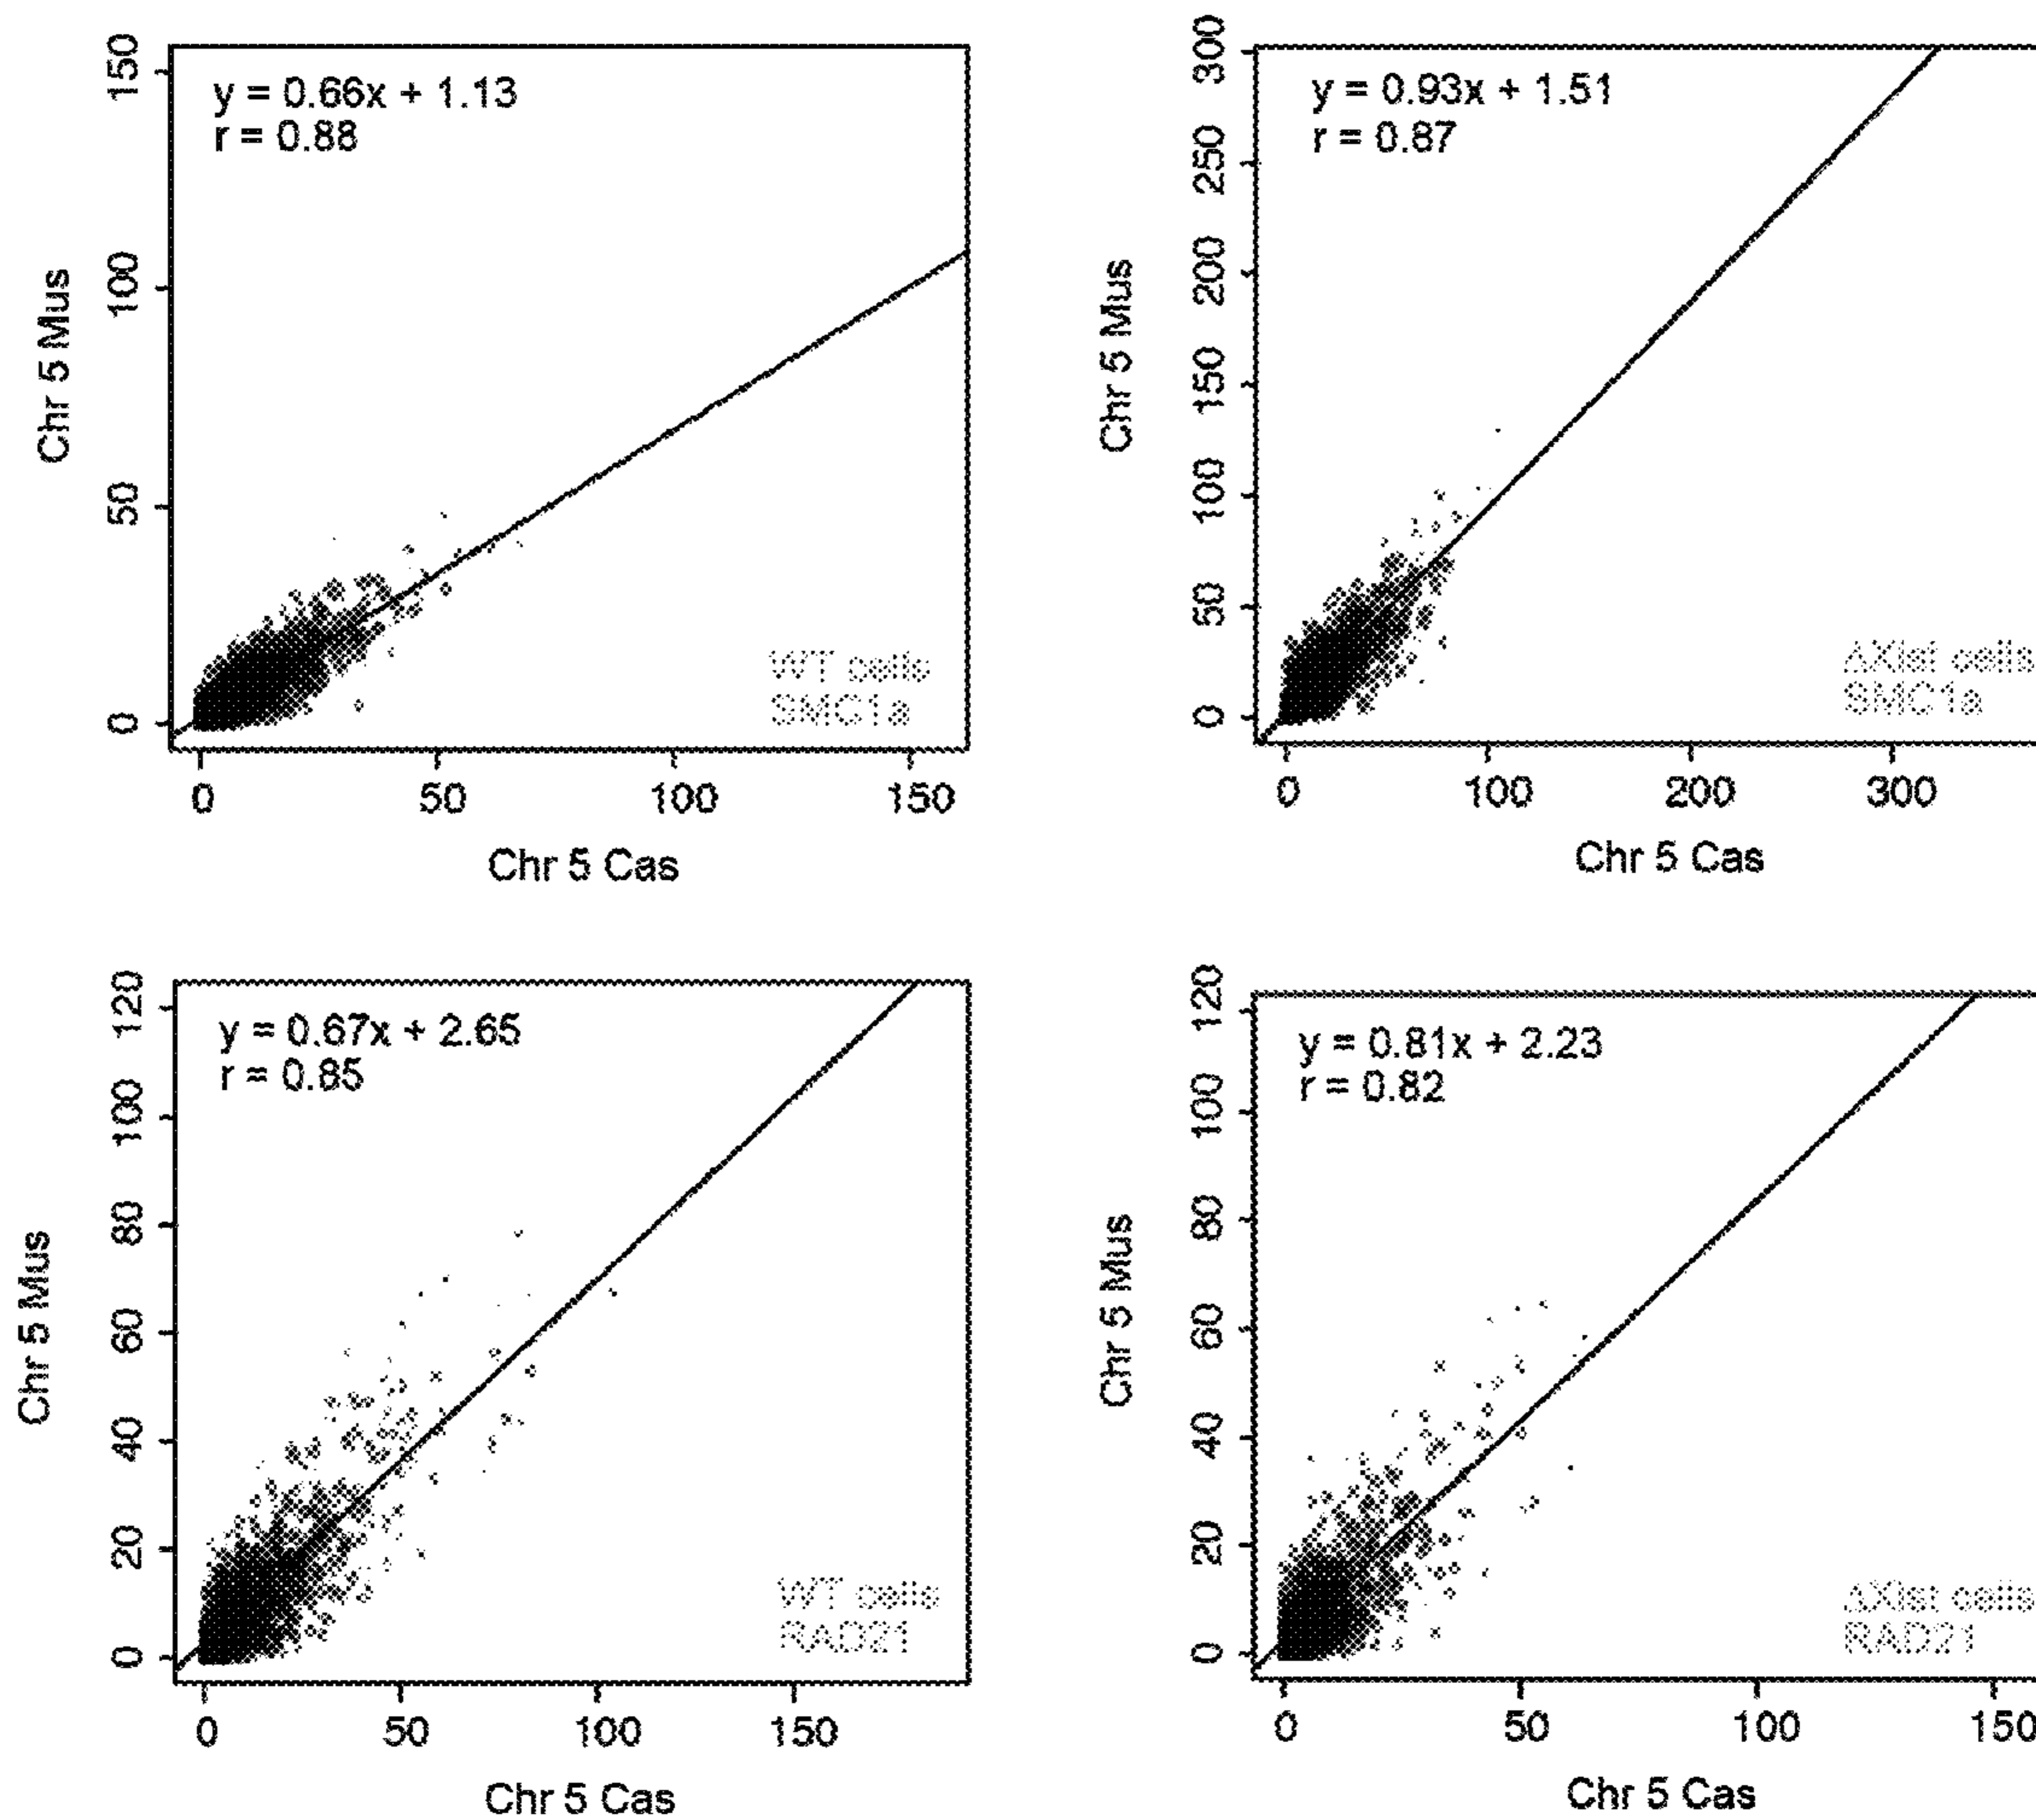 y = 0.66x + 1.13
r = 0.88
150
100
50
0
Chr 5 Mus
WT cells
SMC1a
0 50 100 150
Chr 5 Cas
y = 0.93x + 1.51
r = 0.87
300
250
200
150
100
50
0
Chr 5 Mus
ΔXist cells
SMC1a
0 100 200 300
Chr 5 Cas
y = 0.67x + 2.65
r = 0.85
120
100
80
60
40
20
0
Chr 5 Mus
WT cells
RAD21
0 50 100 150
Chr 5 Cas
y = 0.81x + 2.23
r = 0.82
120
100
80
60
40
20
0
Chr 5 Mus
ΔXist cells
RAD21
0 50 100 150
Chr 5 Cas